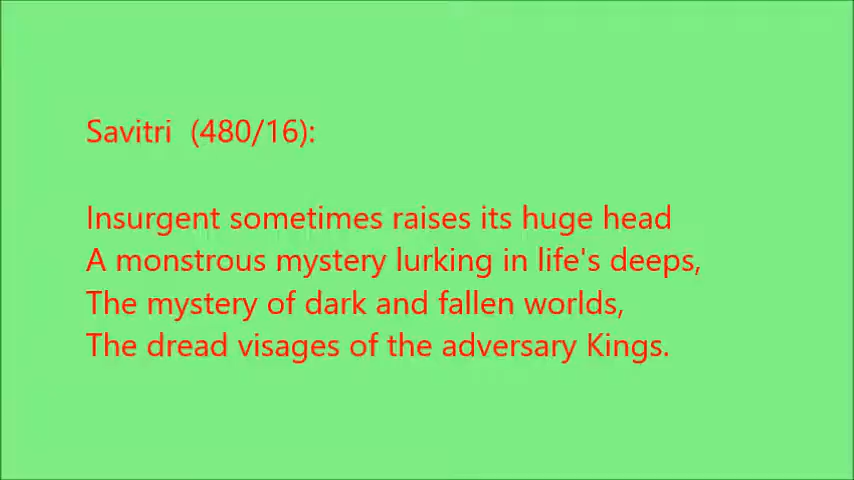 Savitri (480/16):
Insurgent sometimes raises its huge head
A monstrous mystery lurking in life's deeps,
The mystery of dark and fallen worlds,
The dread visages of the adversary Kings.